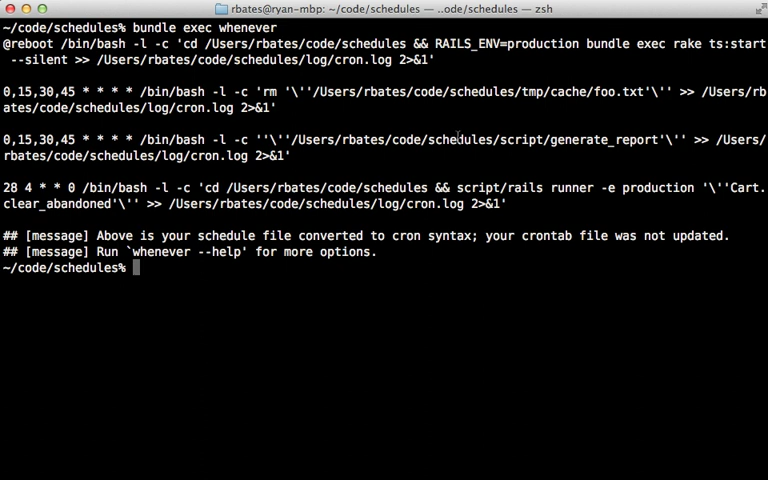 rbates@ryan-mbp: ~/code/schedules — ..ode/schedules — zsh
~/code/schedules% bundle exec whenever
@reboot /bin/bash -l -c 'cd /Users/rbates/code/schedules && RAILS_ENV=production bundle exec rake ts:start
--silent >> /Users/rbates/code/schedules/log/cron.log 2>&1'
0,15,30,45 * * * * /bin/bash -l -c 'rm '\''/Users/rbates/code/schedules/tmp/cache/foo.txt'\'' >> /Users/rb
ates/code/schedules/log/cron.log 2>&1'
0,15,30,45 * * * * /bin/bash -l -c ''\''/Users/rbates/code/schedules/script/generate_report'\'' >> /Users/
rbates/code/schedules/log/cron.log 2>&1'
28 4 * * 0 /bin/bash -l -c 'cd /Users/rbates/code/schedules && script/rails runner -e production '\''Cart.
clear_abandoned'\'' >> /Users/rbates/code/schedules/log/cron.log 2>&1'
## [message] Above is your schedule file converted to cron syntax; your crontab file was not updated.
## [message] Run `whenever --help' for more options.
~/code/schedules%